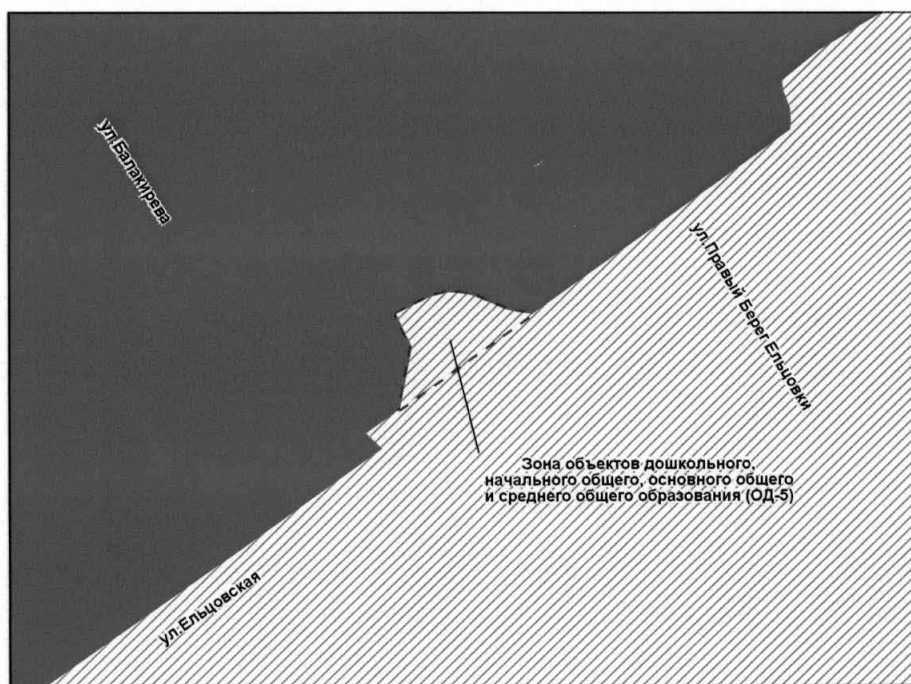 ул.Балакирева
ул.Правый Берег Ельцовки
Зона объектов дошкольного,
начального общего, основного общего
и среднего общего образования (ОД-5)
ул.Ельцовская